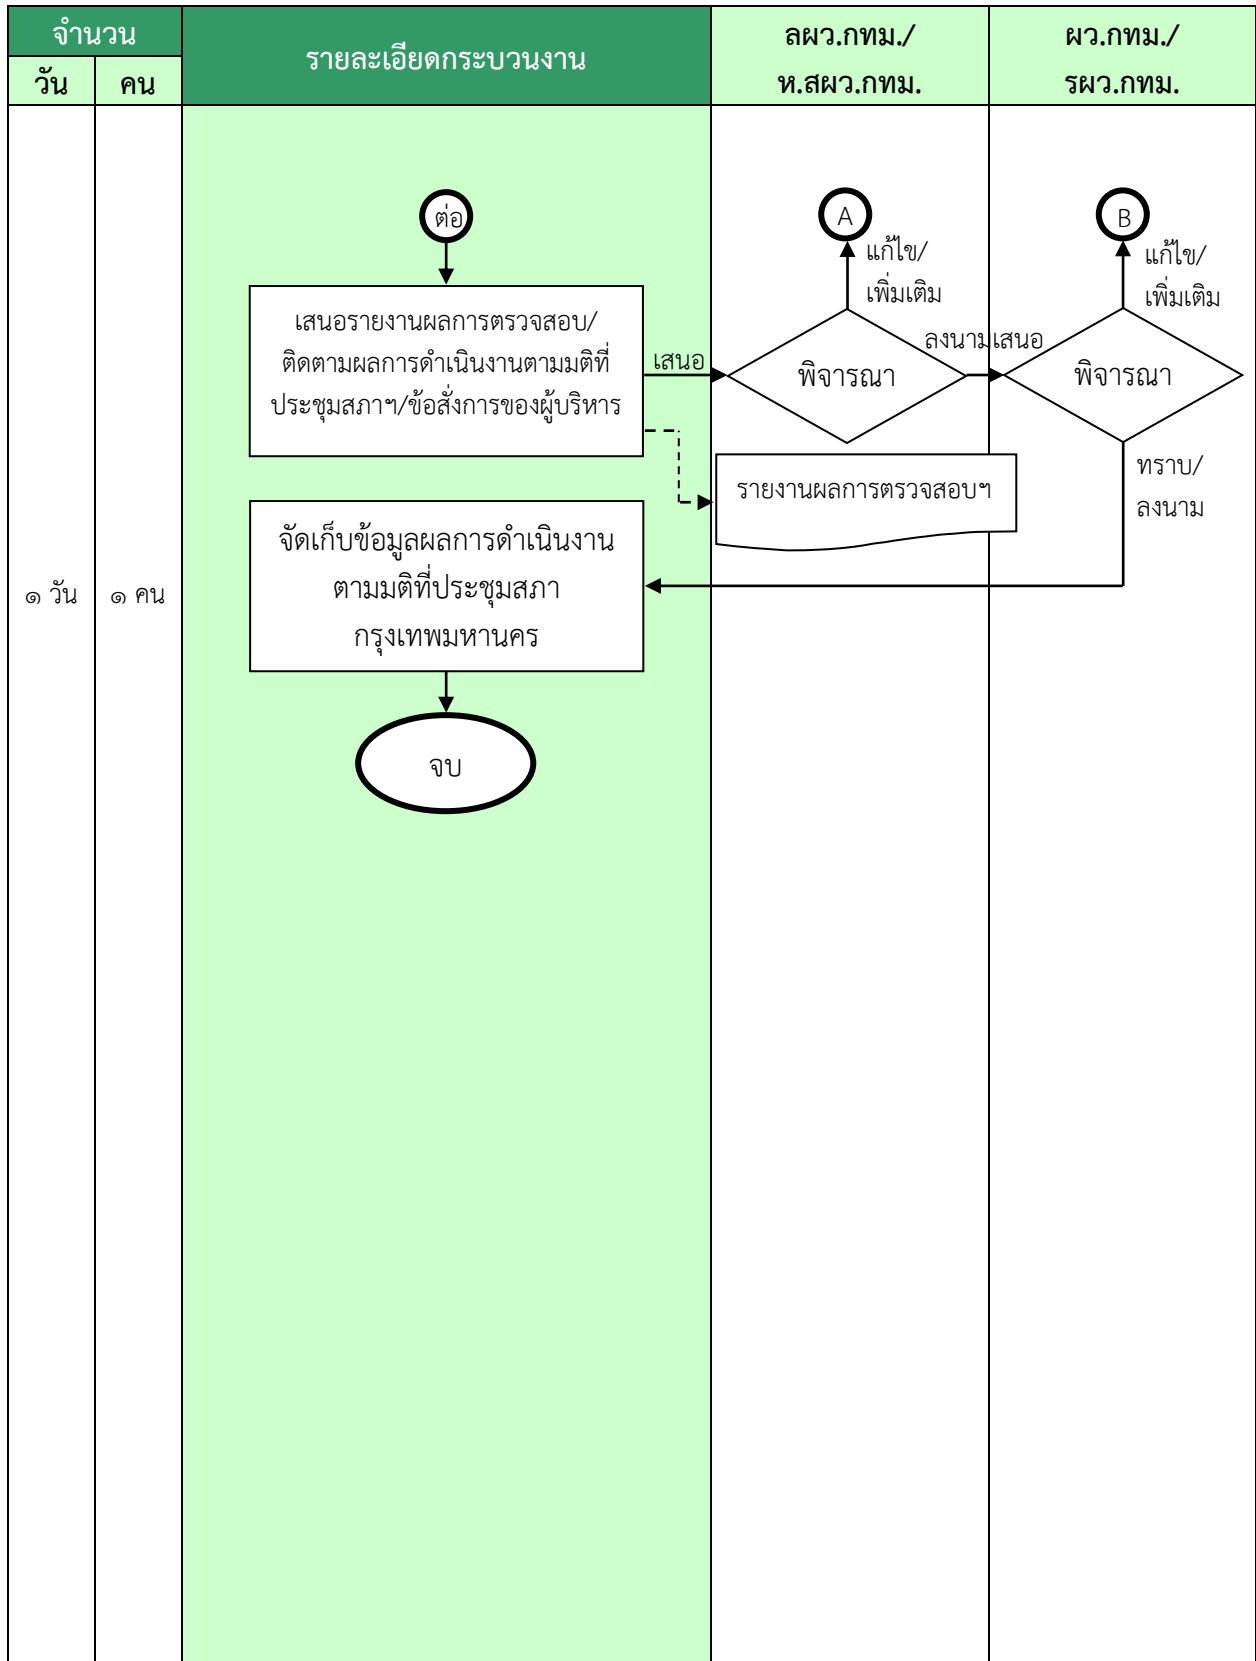 จำนวน
วัน
คน
รายละเอียดกระบวนงาน
ลผว.กทม./
ห.สผว.กทม.
ผว.กทม./
รผว.กทม.
ต่อ
A
B
แก้ไข/
เพิ่มเติม
แก้ไข/
เพิ่มเติม
เสนอรายงานผลการตรวจสอบ/
ติดตามผลการดำเนินงานตามมติที่
ประชุมสภาฯ/ข้อสั่งการของผู้บริหาร
เสนอ
พิจารณา
ลงนามเสนอ
พิจารณา
รายงานผลการตรวจสอบฯ
ทราบ/
ลงนาม
๑ วัน
๑ คน
จัดเก็บข้อมูลผลการดำเนินงาน
ตามมติที่ประชุมสภา
กรุงเทพมหานคร
จบ